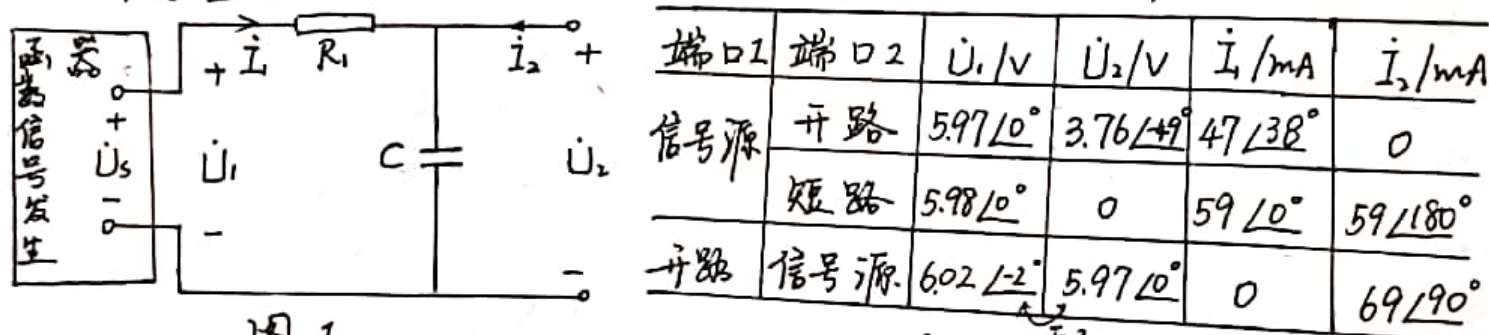 函数信号发生器
+
U̇s
-
+
U̇₁
-
İ₁
R₁
C
İ₂
+
U̇₂
-
图1
端口1 端口2 U̇₁/V U̇₂/V İ₁/mA İ₂/mA
信号源 开路 5.97∠0° 3.76∠-49° 47∠38° 0
短路 5.98∠0° 0 59∠0° 59∠180°
开路 信号源. 6.02∠-2° 5.97∠0° 0 69∠90°